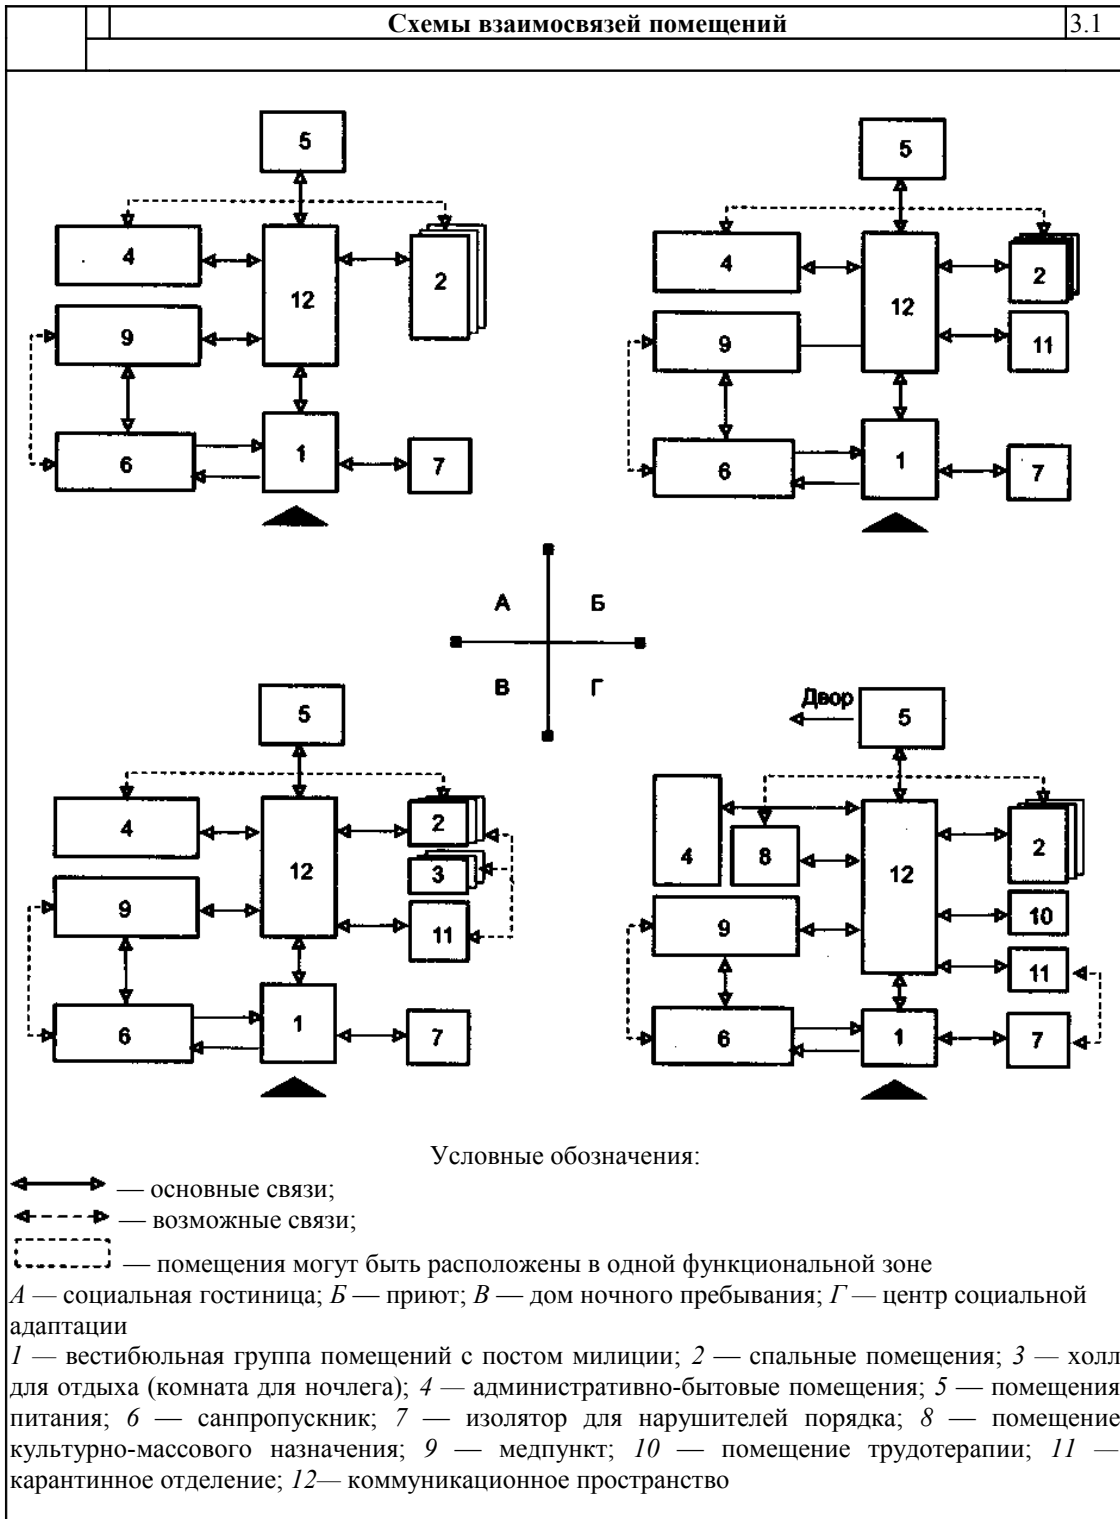 Схемы взаимосвязей помещений 3.1
5
4
12
2
9
6
1
7
5
4
12
2
9
11
6
1
7
А Б
В Г
5
4
12
2
3
9
11
6
1
7
Двор
5
4
8
12
2
9
10
11
6
1
7
Условные обозначения:
— основные связи;
— возможные связи;
— помещения могут быть расположены в одной функциональной зоне
А — социальная гостиница; Б — приют; В — дом ночного пребывания; Г — центр социальной
адаптации
1 — вестибюльная группа помещений с постом милиции; 2 — спальные помещения; 3 — холл
для отдыха (комната для ночлега); 4 — административно-бытовые помещения; 5 — помещения
питания; 6 — санпропускник; 7 — изолятор для нарушителей порядка; 8 — помещение
культурно-массового назначения; 9 — медпункт; 10 — помещение трудотерапии; 11 —
карантинное отделение; 12— коммуникационное пространство